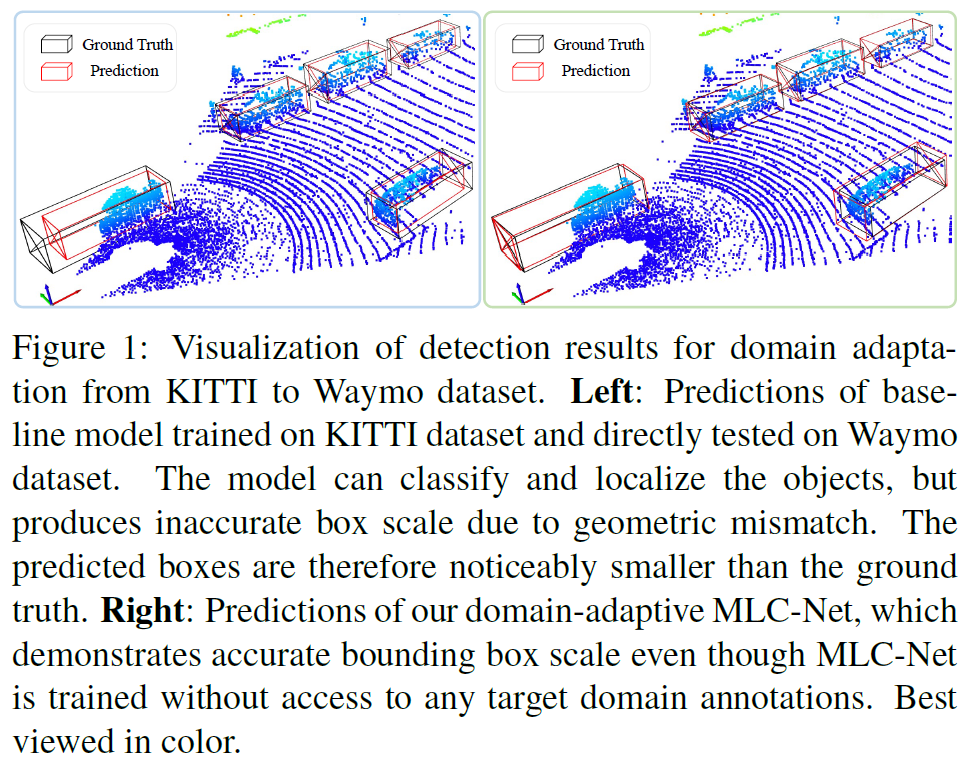 Ground Truth
Prediction
Ground Truth
Prediction
Figure 1: Visualization of detection results for domain adapta-
tion from KITTI to Waymo dataset. Left: Predictions of base-
line model trained on KITTI dataset and directly tested on Waymo
dataset. The model can classify and localize the objects, but
produces inaccurate box scale due to geometric mismatch. The
predicted boxes are therefore noticeably smaller than the ground
truth. Right: Predictions of our domain-adaptive MLC-Net, which
demonstrates accurate bounding box scale even though MLC-Net
is trained without access to any target domain annotations. Best
viewed in color.